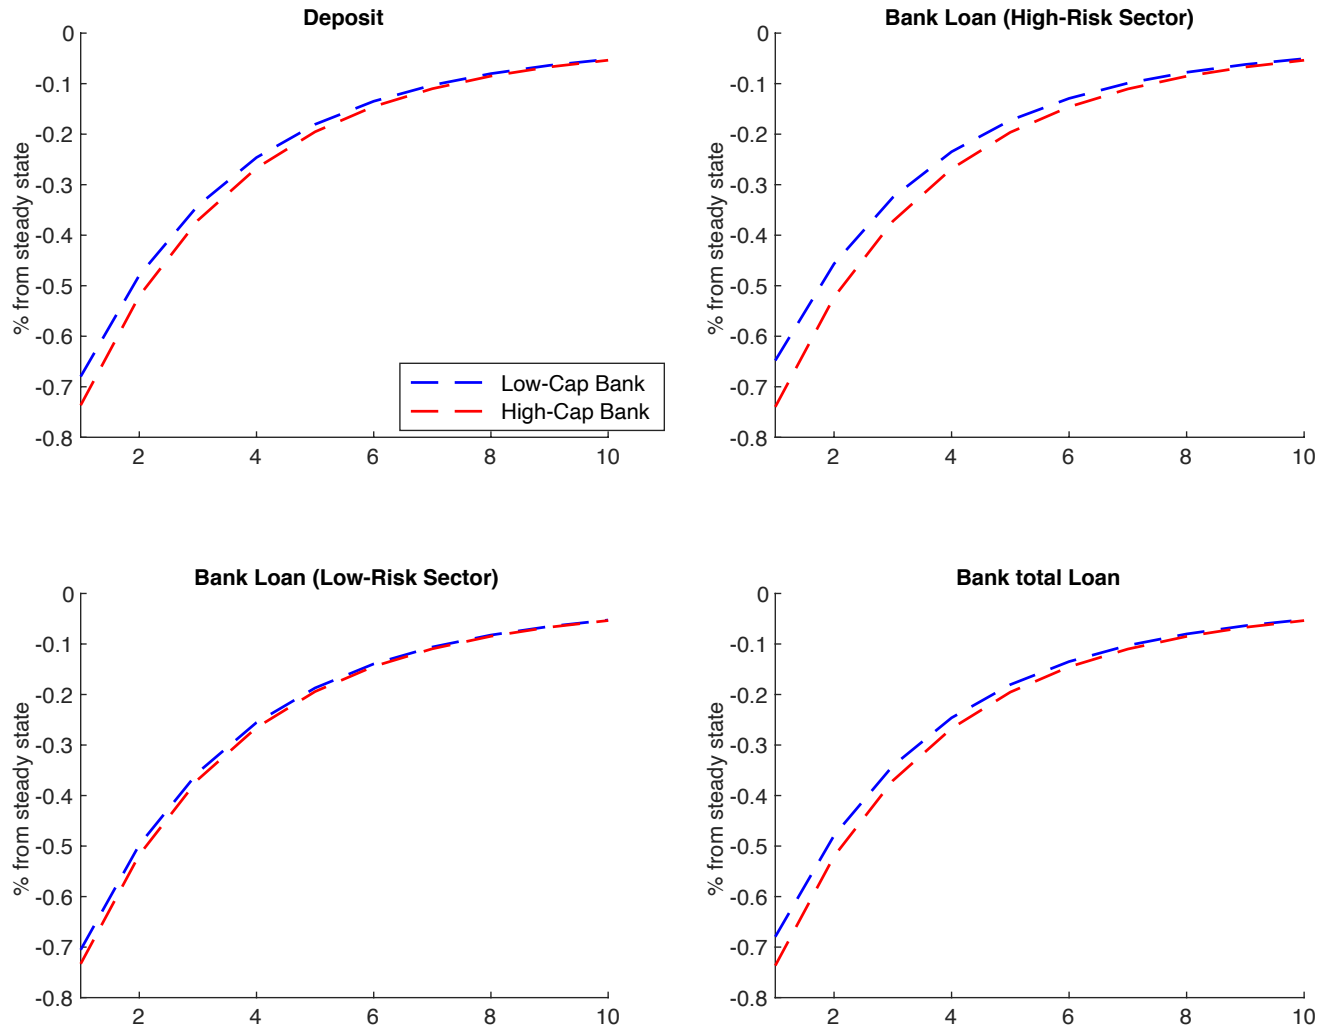 Deposit
0
-0.1
-0.2
-0.3
-0.4
-0.5
-0.6
-0.7
-0.8
% from steady state
2 4 6 8 10
Low-Cap Bank
High-Cap Bank
Bank Loan (High-Risk Sector)
0
-0.1
-0.2
-0.3
-0.4
-0.5
-0.6
-0.7
-0.8
% from steady state
2 4 6 8 10
Bank Loan (Low-Risk Sector)
0
-0.1
-0.2
-0.3
-0.4
-0.5
-0.6
-0.7
-0.8
% from steady state
2 4 6 8 10
Bank total Loan
0
-0.1
-0.2
-0.3
-0.4
-0.5
-0.6
-0.7
-0.8
% from steady state
2 4 6 8 10